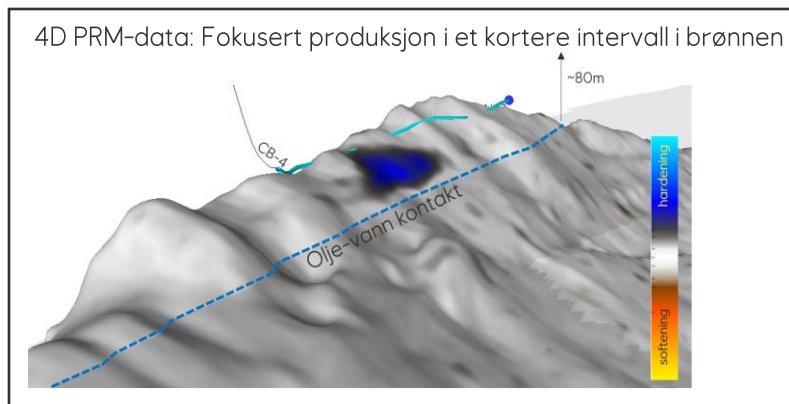 4D PRM-data: Fokusert produksjon i et kortere intervall i brønnen
~80m
CB-4
Olje-vann kontakt
hardening
softening